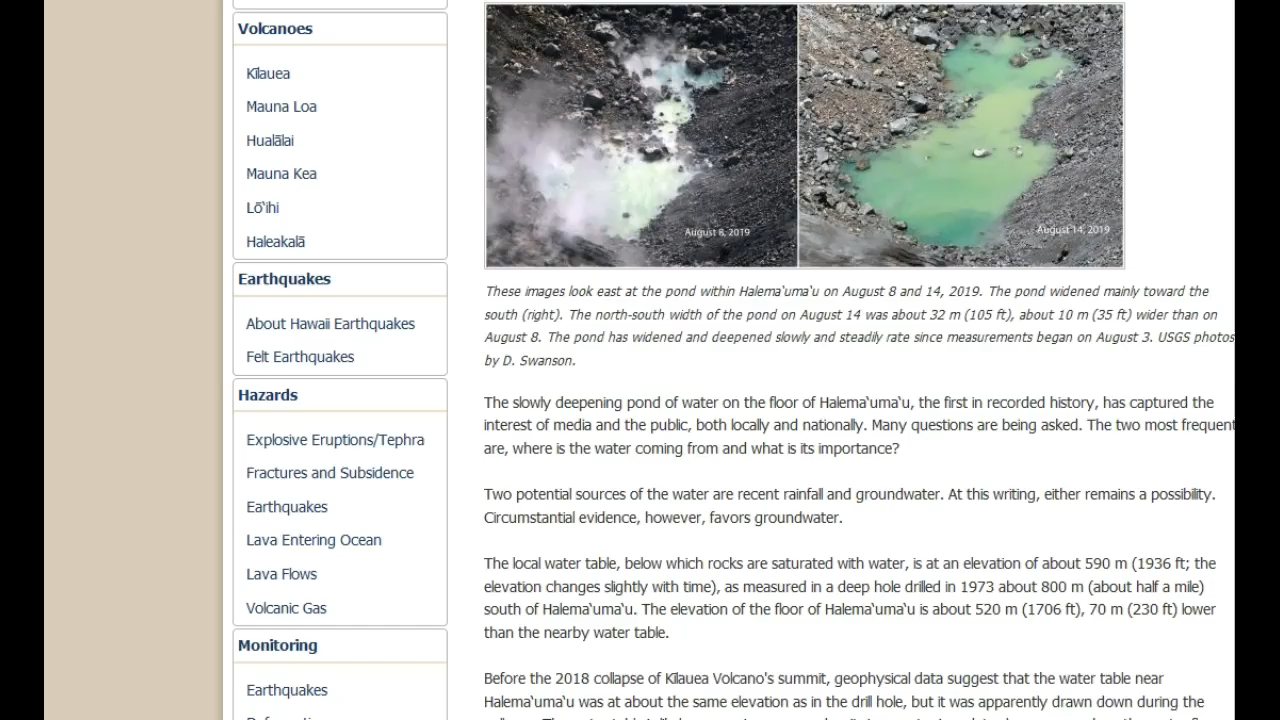 Volcanoes
Kīlauea
Mauna Loa
Hualālai
Mauna Kea
Lō‘ihi
Haleakalā
Earthquakes
About Hawaii Earthquakes
Felt Earthquakes
Hazards
Explosive Eruptions/Tephra
Fractures and Subsidence
Earthquakes
Lava Entering Ocean
Lava Flows
Volcanic Gas
Monitoring
Earthquakes
August 8, 2019
August 14, 2019
These images look east at the pond within Halema‘uma‘u on August 8 and 14, 2019. The pond widened mainly toward the
south (right). The north-south width of the pond on August 14 was about 32 m (105 ft), about 10 m (35 ft) wider than on
August 8. The pond has widened and deepened slowly and steadily rate since measurements began on August 3. USGS photos
by D. Swanson.
The slowly deepening pond of water on the floor of Halema‘uma‘u, the first in recorded history, has captured the
interest of media and the public, both locally and nationally. Many questions are being asked. The two most frequent
are, where is the water coming from and what is its importance?
Two potential sources of the water are recent rainfall and groundwater. At this writing, either remains a possibility.
Circumstantial evidence, however, favors groundwater.
The local water table, below which rocks are saturated with water, is at an elevation of about 590 m (1936 ft; the
elevation changes slightly with time), as measured in a deep hole drilled in 1973 about 800 m (about half a mile)
south of Halema‘uma‘u. The elevation of the floor of Halema‘uma‘u is about 520 m (1706 ft), 70 m (230 ft) lower
than the nearby water table.
Before the 2018 collapse of Kīlauea Volcano's summit, geophysical data suggest that the water table near
Halema‘uma‘u was at about the same elevation as in the drill hole, but it was apparently drawn down during the